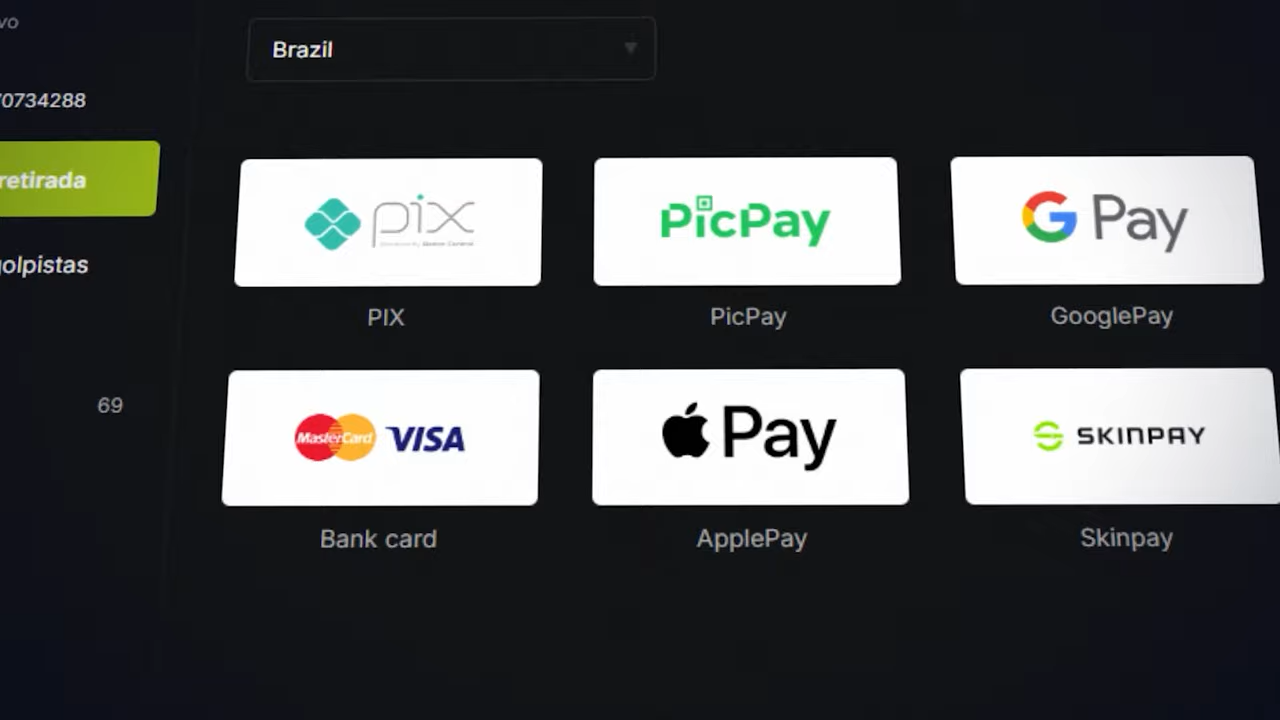 vo
Brazil
70734288
retirada
golpistas
69
pix
PicPay
G Pay
PIX
PicPay
GooglePay
MasterCard VISA
Pay
SKINPAY
Bank card
ApplePay
Skinpay